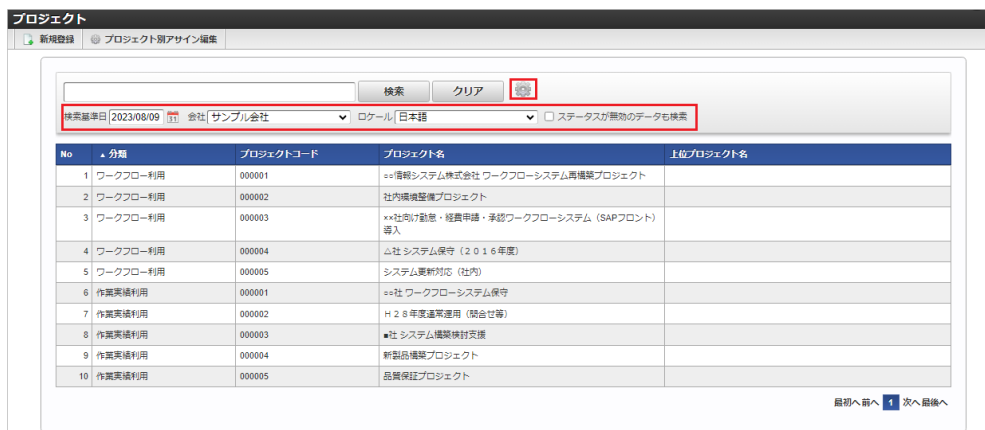 プロジェクト
新規登録 プロジェクト別アサイン編集
検索 クリア
検索基準日 2023/08/09 31 会社 サンプル会社 ロケール 日本語 ステータスが無効のデータも検索
No ▲ 分類 プロジェクトコード プロジェクト名 上位プロジェクト名
1 ワークフロー利用 000001 ○○情報システム株式会社 ワークフローシステム再構築プロジェクト
2 ワークフロー利用 000002 社内環境整備プロジェクト
3 ワークフロー利用 000003 ××社向け勤怠・経費申請・承認ワークフローシステム（SAPフロント）
導入
4 ワークフロー利用 000004 △社 システム保守（２０１６年度）
5 ワークフロー利用 000005 システム更新対応（社内）
6 作業実績利用 000001 ○○社 ワークフローシステム保守
7 作業実績利用 000002 Ｈ２８年度通常運用（問合せ等）
8 作業実績利用 000003 ■社 システム構築検討支援
9 作業実績利用 000004 新製品構築プロジェクト
10 作業実績利用 000005 品質保証プロジェクト
最初へ 前へ 1 次へ 最後へ